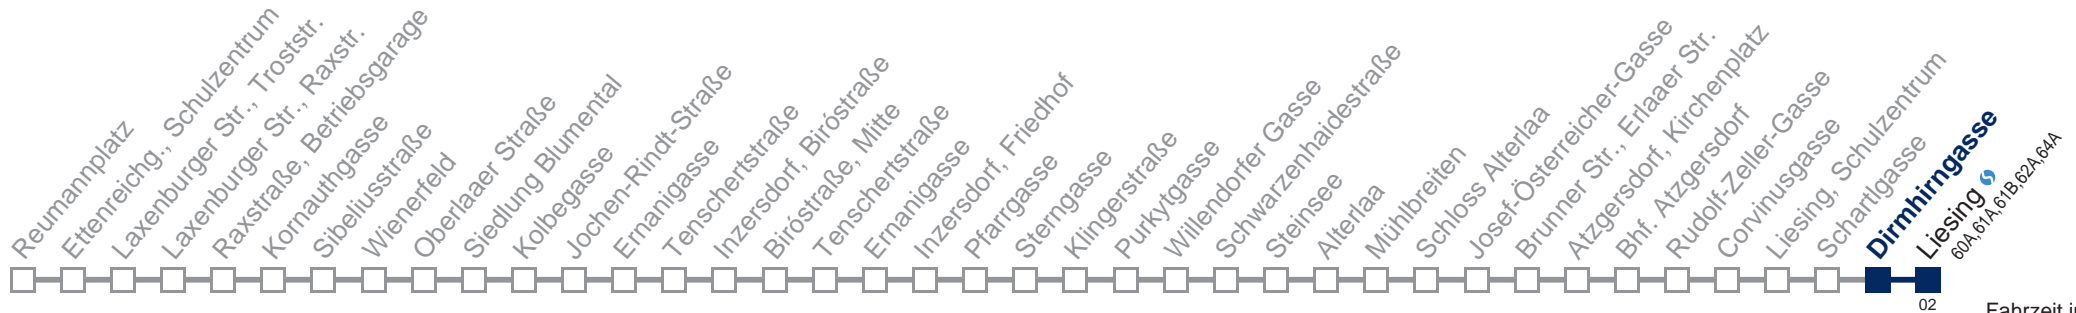 Reumannplatz
Ettenreichg., Schulzentrum
Laxenburger Str., Troststr.
Laxenburger Str., Raxstr.
Raxstraße, Betriebsgarage
Kornauthgasse
Sibeliusstraße
Wienerfeld
Oberlaaer Straße
Siedlung Blumental
Kolbegasse
Jochen-Rindt-Straße
Ernanigasse
Tenschertstraße
Inzersdorf, Biróstraße
Biróstraße, Mitte
Tenschertstraße
Ernanigasse
Inzersdorf, Friedhof
Pfarrgasse
Sterngasse
Klingerstraße
Purkytgasse
Willendorfer Gasse
Schwarzenhaidestraße
Steinsee
Alterlaa
Mühlbreiten
Schloss Alterlaa
Josef-Österreicher-Gasse
Brunner Str., Erlaaer Str.
Atzgersdorf, Kirchenplatz
Bhf. Atzgersdorf
Rudolf-Zeller-Gasse
Corvinusgasse
Liesing, Schulzentrum
Schartlgasse
Dirmhirngasse
Liesing
60A,61A,61B,62A,64A
02
Fahrzeit i